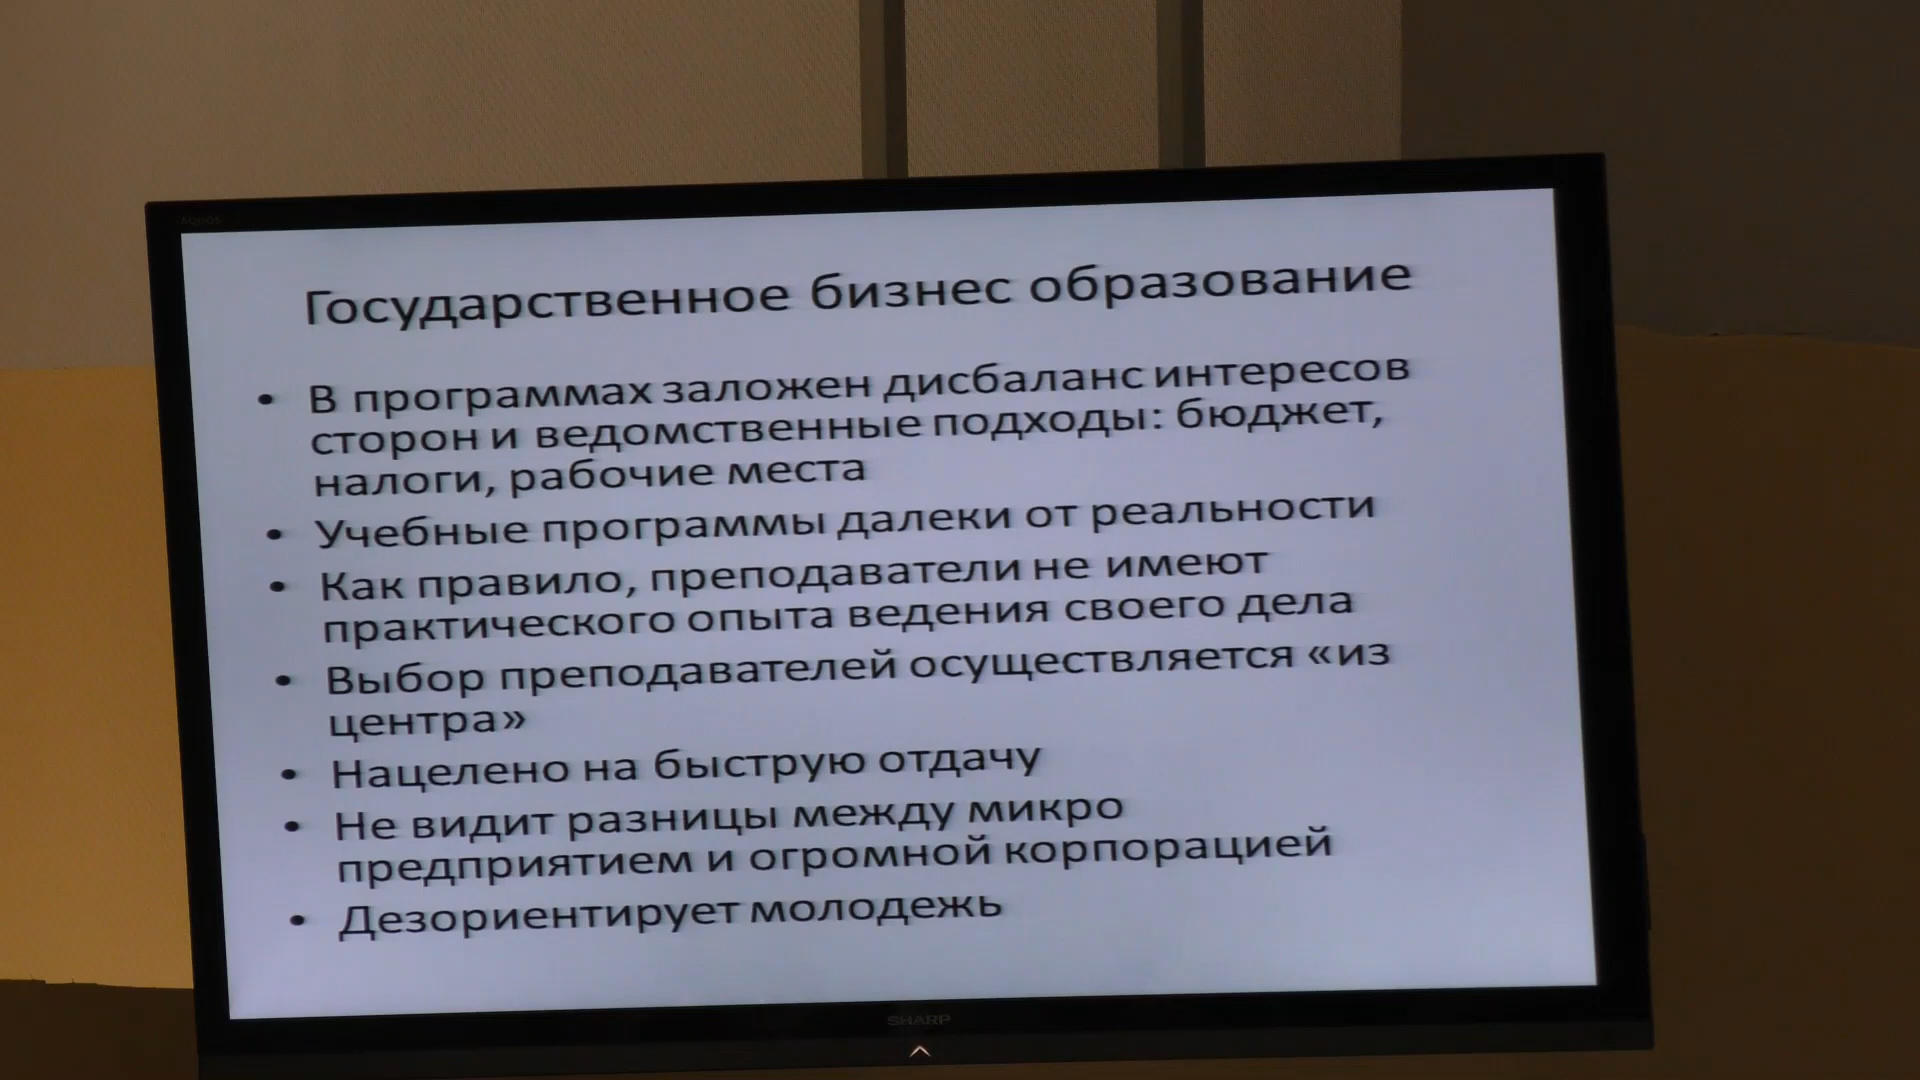 AQUOS
Государственное бизнес образование
• В программах заложен дисбаланс интересов
сторон и ведомственные подходы: бюджет,
налоги, рабочие места
• Учебные программы далеки от реальности
• Как правило, преподаватели не имеют
практического опыта ведения своего дела
• Выбор преподавателей осуществляется «из
центра»
• Нацелено на быструю отдачу
• Не видит разницы между микро
предприятием и огромной корпорацией
• Дезориентирует молодежь
SHARP